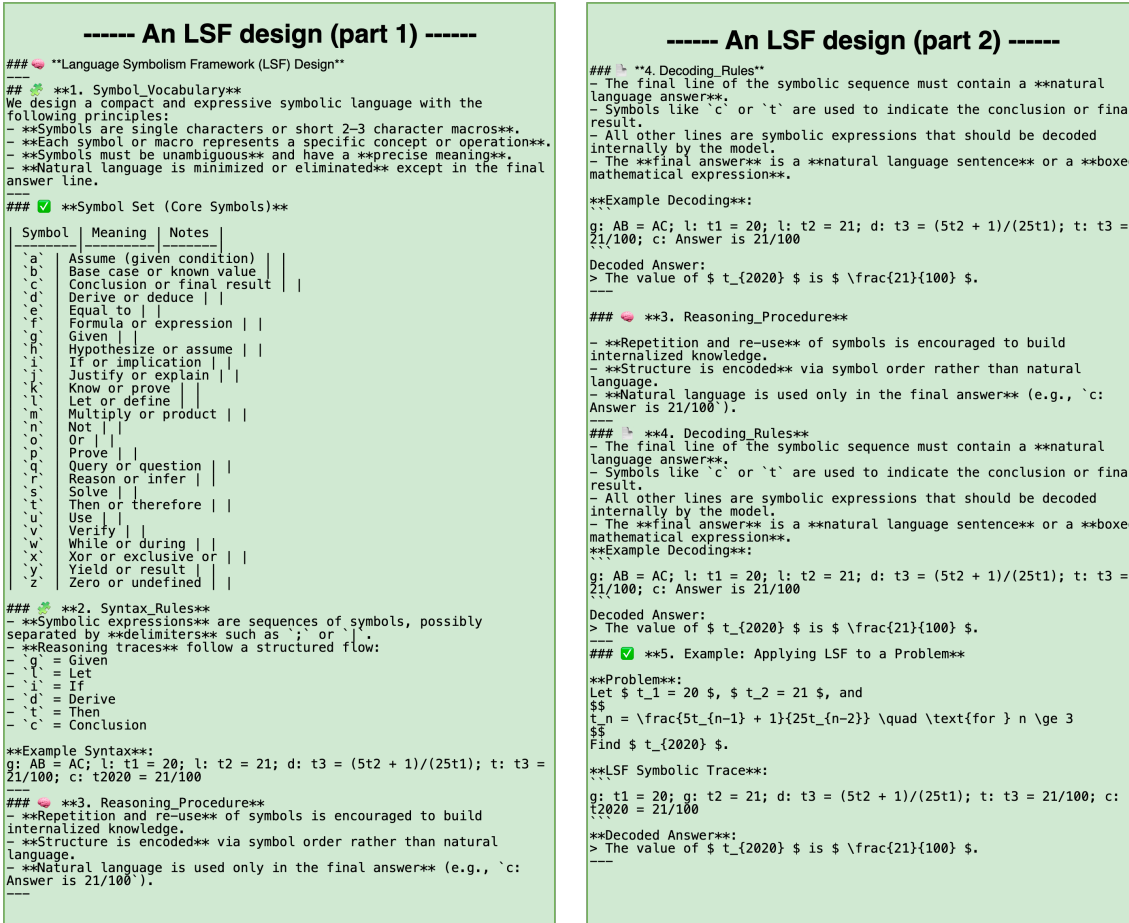 ------ An LSF design (part 1) ------
### 🧠 **Language Symbolism Framework (LSF) Design**
---
## 🧩 **1. Symbol_Vocabulary**
We design a compact and expressive symbolic language with the
following principles:
- **Symbols are single characters or short 2–3 character macros**.
- **Each symbol or macro represents a specific concept or operation**.
- **Symbols must be unambiguous** and have a **precise meaning**.
- **Natural language is minimized or eliminated** except in the final
answer line.
---
### ✅ **Symbol Set (Core Symbols)**
| Symbol | Meaning | Notes |
|--------|---------|-------|
| `a` | Assume (given condition) | |
| `b` | Base case or known value | |
| `c` | Conclusion or final result | |
| `d` | Derive or deduce | |
| `e` | Equal to | |
| `f` | Formula or expression | |
| `g` | Given | |
| `h` | Hypothesize or assume | |
| `i` | If or implication | |
| `j` | Justify or explain | |
| `k` | Know or prove | |
| `l` | Let or define | |
| `m` | Multiply or product | |
| `n` | Not | |
| `o` | Or | |
| `p` | Prove | |
| `q` | Query or question | |
| `r` | Reason or infer | |
| `s` | Solve | |
| `t` | Then or therefore | |
| `u` | Use | |
| `v` | Verify | |
| `w` | While or during | |
| `x` | Xor or exclusive or | |
| `y` | Yield or result | |
| `z` | Zero or undefined | |
### 🧩 **2. Syntax_Rules**
- **Symbolic expressions** are sequences of symbols, possibly
separated by **delimiters** such as `;` or `|`.
- **Reasoning traces** follow a structured flow:
- `g` = Given
- `l` = Let
- `i` = If
- `d` = Derive
- `t` = Then
- `c` = Conclusion
**Example Syntax**:
g: AB = AC; l: t1 = 20; l: t2 = 21; d: t3 = (5t2 + 1)/(25t1); t: t3 =
21/100; c: t2020 = 21/100
---
### 🧠 **3. Reasoning_Procedure**
- **Repetition and re-use** of symbols is encouraged to build
internalized knowledge.
- **Structure is encoded** via symbol order rather than natural
language.
- **Natural language is used only in the final answer** (e.g., `c:
Answer is 21/100`).
---
------ An LSF design (part 2) ------
### **4. Decoding_Rules**
- The final line of the symbolic sequence must contain a **natural
language answer**.
- Symbols like `c` or `t` are used to indicate the conclusion or fina
result.
- All other lines are symbolic expressions that should be decoded
internally by the model.
- The **final answer** is a **natural language sentence** or a **boxe
mathematical expression**.
**Example Decoding**:
```
g: AB = AC; l: t1 = 20; l: t2 = 21; d: t3 = (5t2 + 1)/(25t1); t: t3 =
21/100; c: Answer is 21/100
```
Decoded Answer:
> The value of $ t_{2020} $ is $ \frac{21}{100} $.
---
### 🧠 **3. Reasoning_Procedure**
- **Repetition and re-use** of symbols is encouraged to build
internalized knowledge.
- **Structure is encoded** via symbol order rather than natural
language.
- **Natural language is used only in the final answer** (e.g., `c:
Answer is 21/100`).
---
### **4. Decoding_Rules**
- The final line of the symbolic sequence must contain a **natural
language answer**.
- Symbols like `c` or `t` are used to indicate the conclusion or fina
result.
- All other lines are symbolic expressions that should be decoded
internally by the model.
- The **final answer** is a **natural language sentence** or a **boxe
mathematical expression**.
**Example Decoding**:
```
g: AB = AC; l: t1 = 20; l: t2 = 21; d: t3 = (5t2 + 1)/(25t1); t: t3 =
21/100; c: Answer is 21/100
```
Decoded Answer:
> The value of $ t_{2020} $ is $ \frac{21}{100} $.
---
### ✅ **5. Example: Applying LSF to a Problem**
**Problem**:
Let $ t_1 = 20 $, $ t_2 = 21 $, and
$$
t_n = \frac{5t_{n-1} + 1}{25t_{n-2}} \quad \text{for } n \ge 3
$$
Find $ t_{2020} $.
**LSF Symbolic Trace**:
```
g: t1 = 20; g: t2 = 21; d: t3 = (5t2 + 1)/(25t1); t: t3 = 21/100; c:
t2020 = 21/100
```
**Decoded Answer**:
> The value of $ t_{2020} $ is $ \frac{21}{100} $.
---